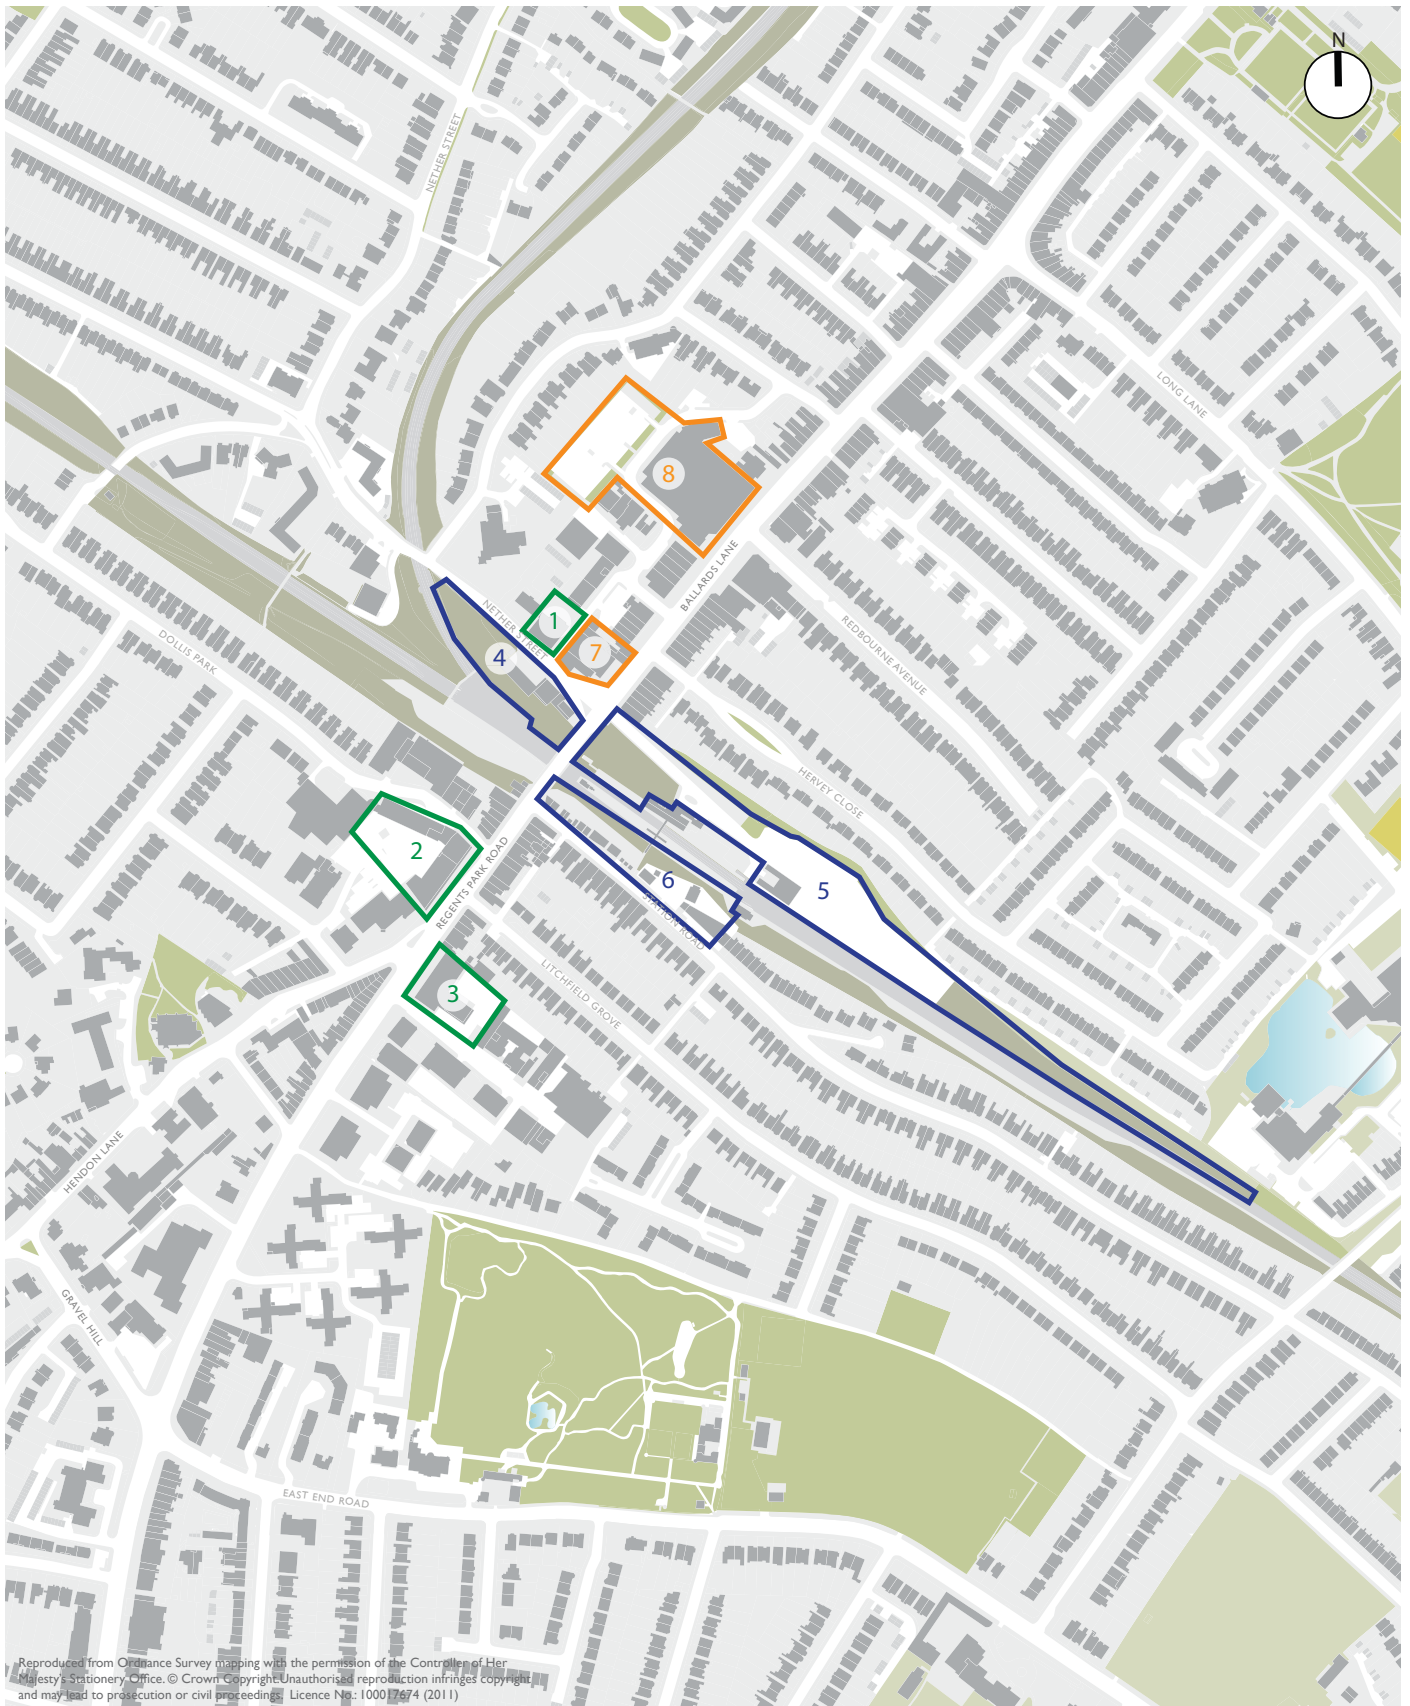 N
NETHER STREET
LONG LANE
8
BALLARDS LANE
1
NETHER STREET
7
4
REDBOURNE AVENUE
DOLLIS PARK
HERVEY CLOSE
2
REGENTS PARK ROAD
6
5
STATION ROAD
3
LITCHFIELD GROVE
HENDON LANE
GRAVEL HILL
EAST END ROAD
Reproduced from Ordnance Survey mapping with the permission of the Controller of Her
Majesty's Stationery Office. © Crown Copyright.Unauthorised reproduction infringes copyright
and may lead to prosecution or civil proceedings. Licence No.: 100017674 (2011)